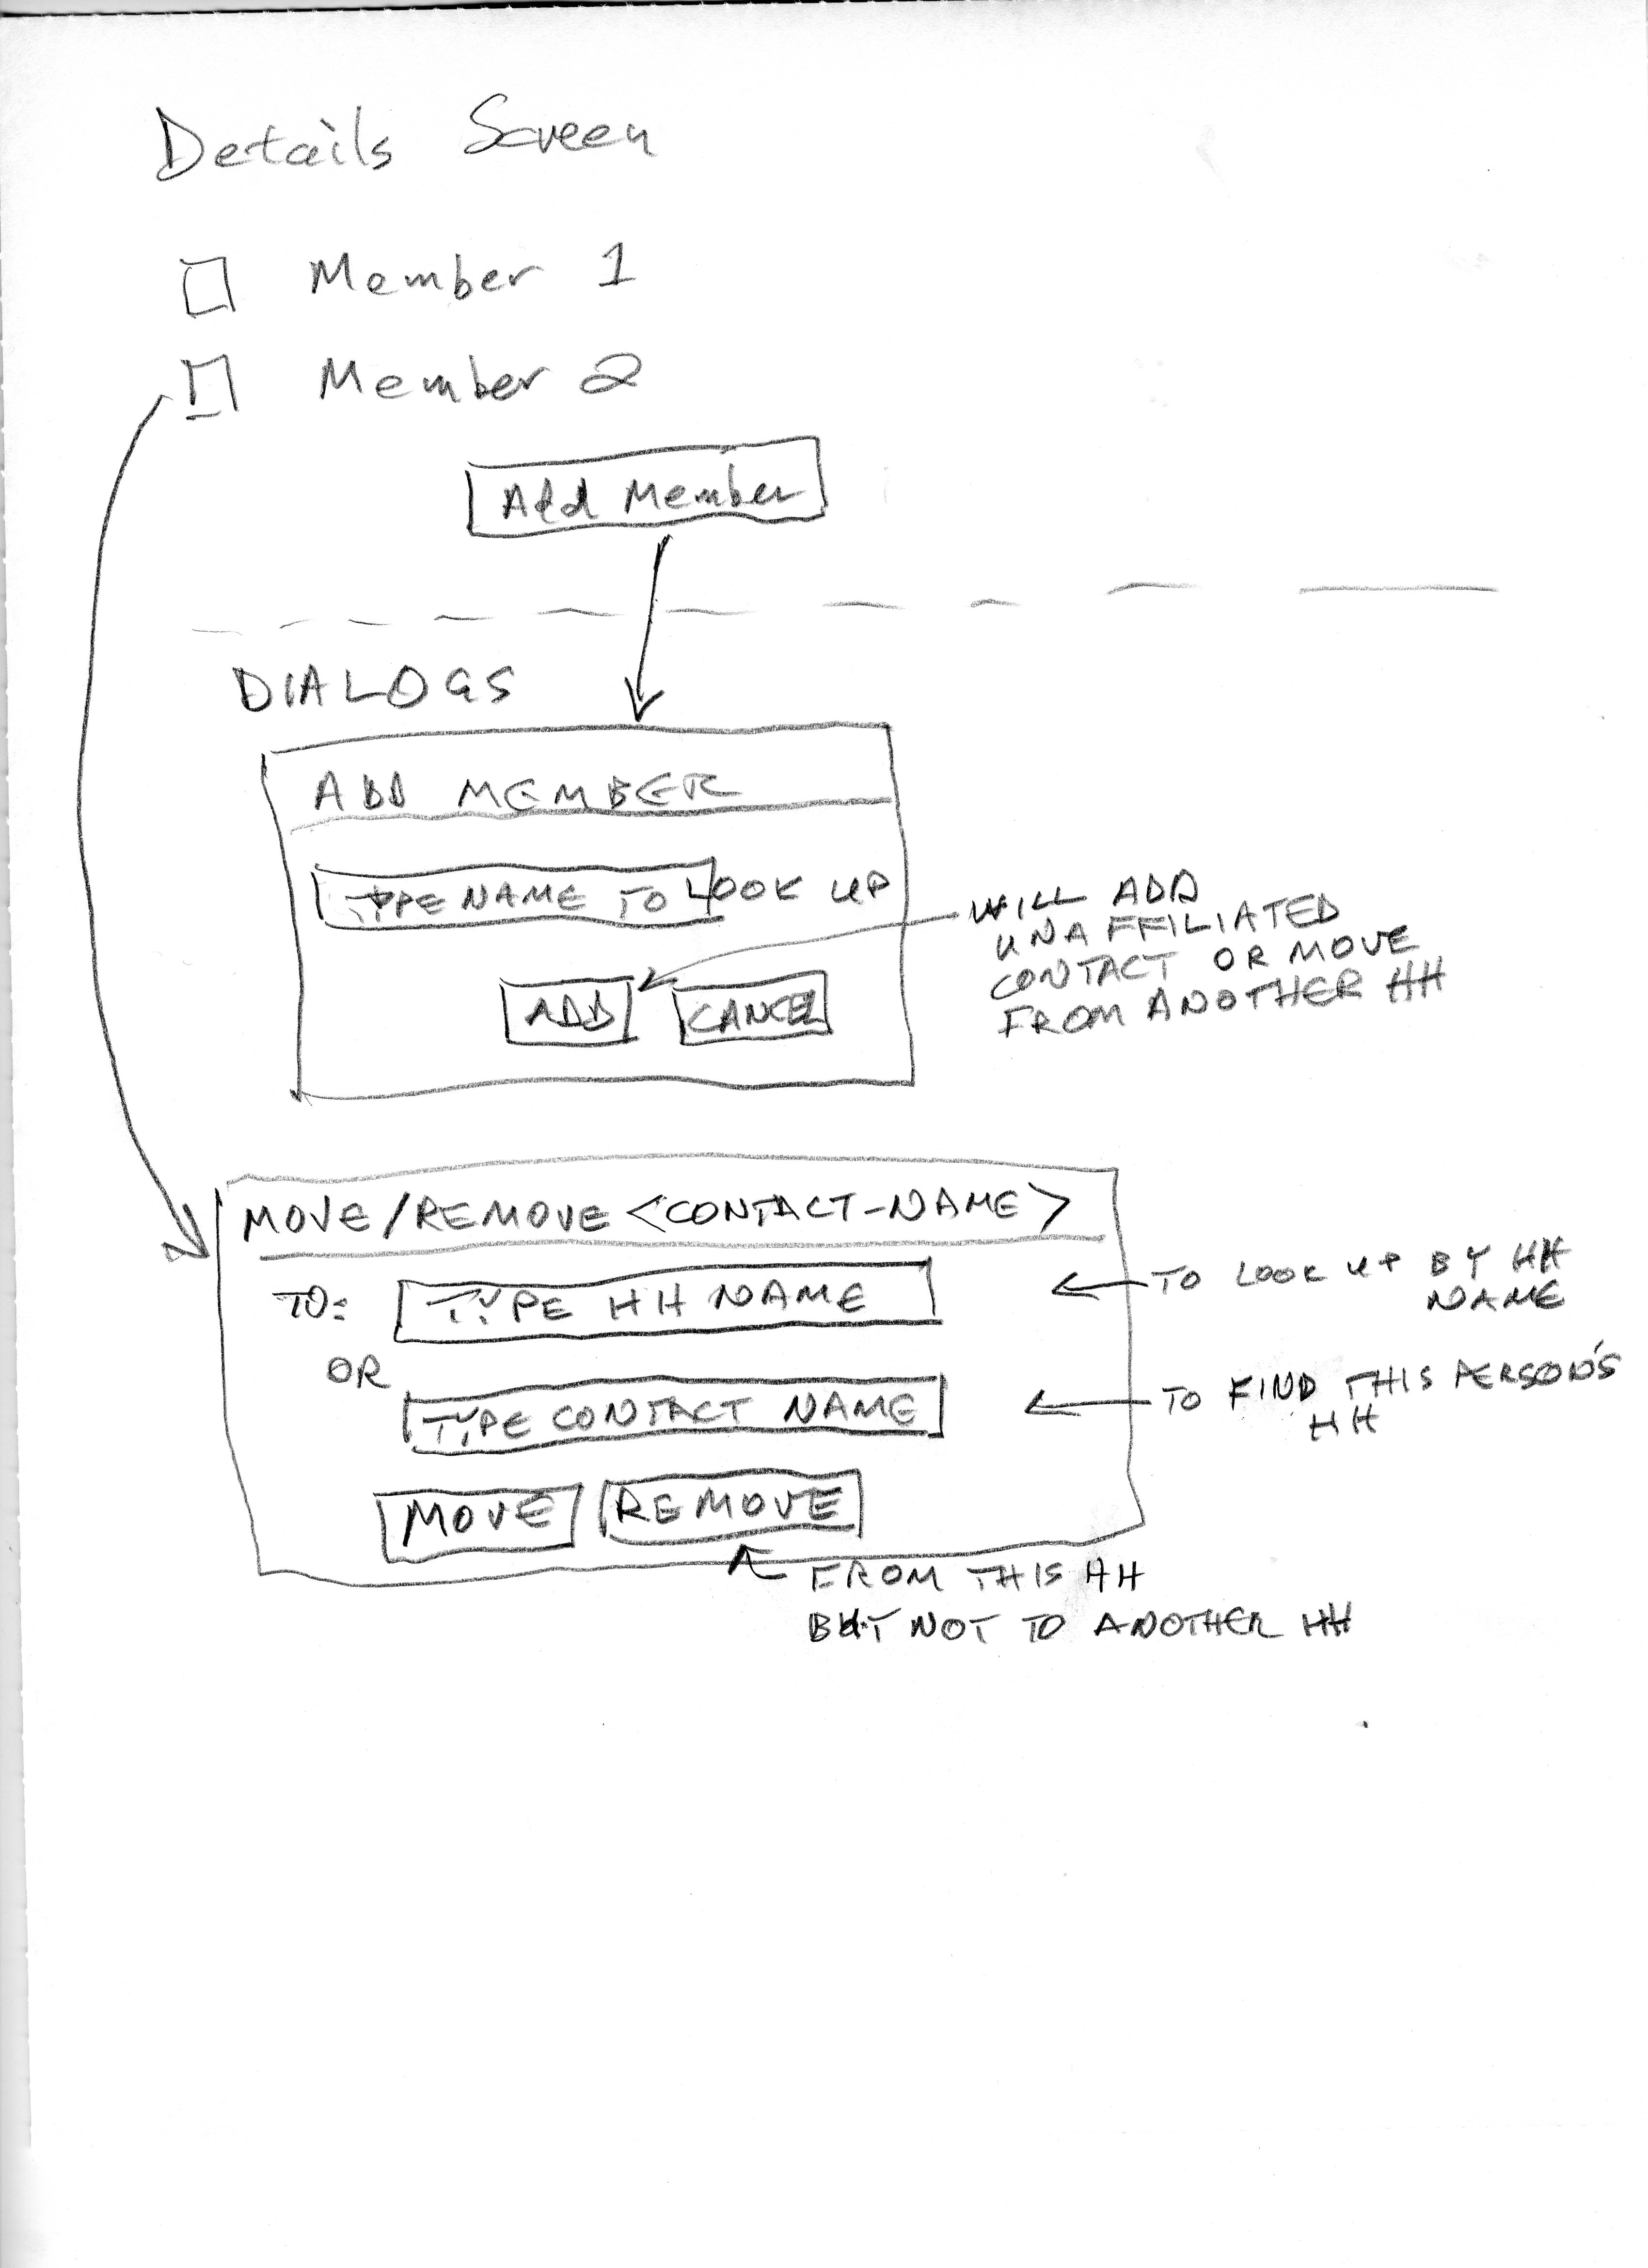 Details Screen
Member 1
Member 2
Add Member
DIALOGS
ADD MEMBER
TYPE NAME TO LOOK UP
ADD
CANCEL
WILL ADD
UNAFFILIATED
CONTACT OR MOVE
FROM ANOTHER HH
MOVE/REMOVE <CONTACT-NAME>
TO: TYPE HH NAME
TO LOOK UP BY HH
NAME
OR
TYPE CONTACT NAME
TO FIND THIS PERSON'S
HH
MOVE
REMOVE
FROM THIS HH
BUT NOT TO ANOTHER HH